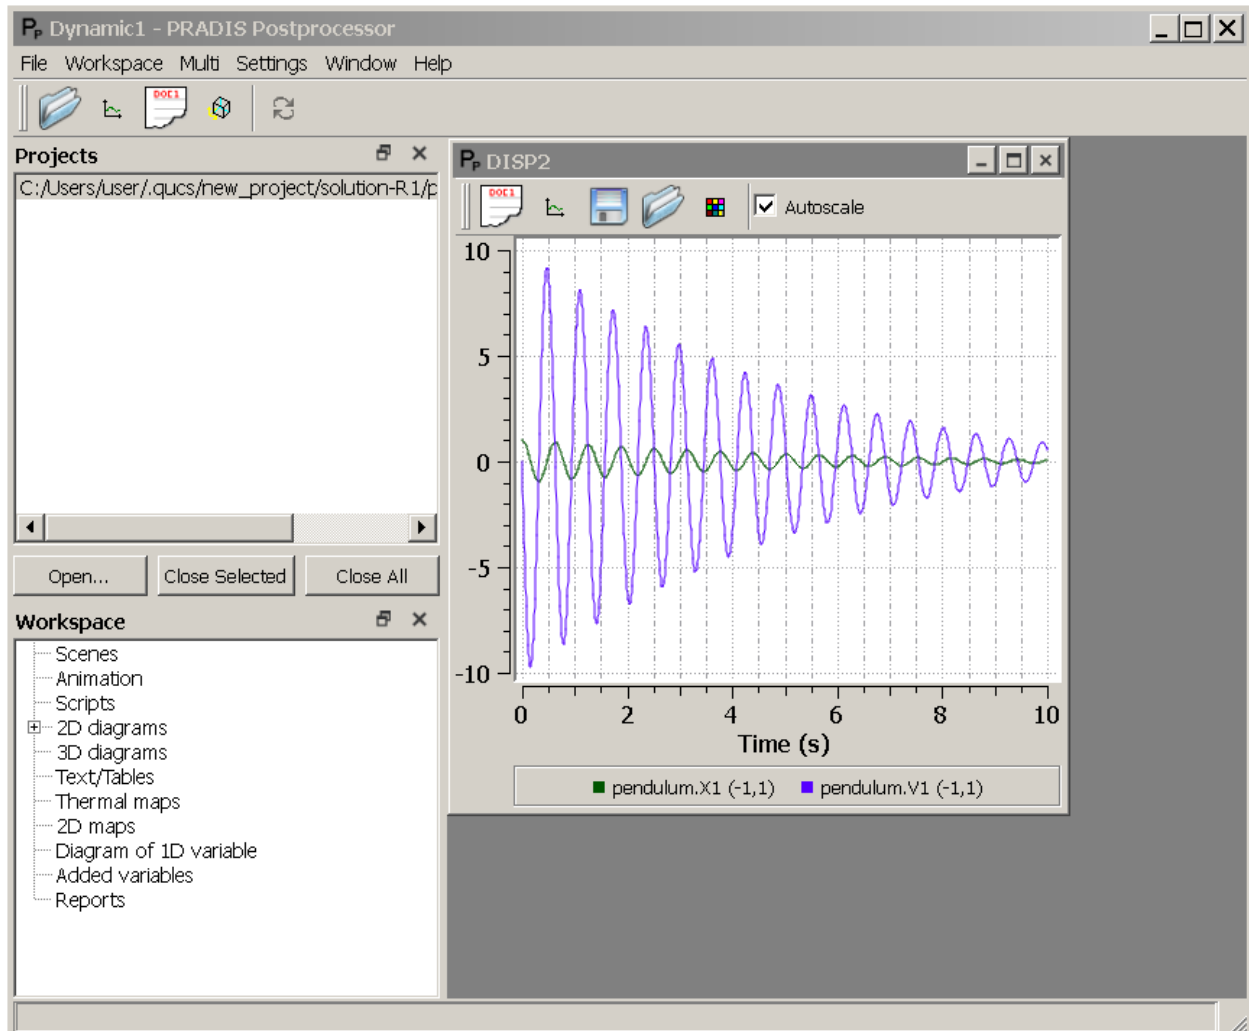 Pp Dynamic1 - PRADIS Postprocessor
File Workspace Multi Settings Window Help
DOC1
Projects
C:/Users/user/.qucs/new_project/solution-R1/p
Open... Close Selected Close All
Workspace
Scenes
Animation
Scripts
2D diagrams
3D diagrams
Text/Tables
Thermal maps
2D maps
Diagram of 1D variable
Added variables
Reports
Pp DISP2
DOC1 Autoscale
10
5
0
-5
-10
0 2 4 6 8 10
Time (s)
pendulum.X1 (-1,1) pendulum.V1 (-1,1)